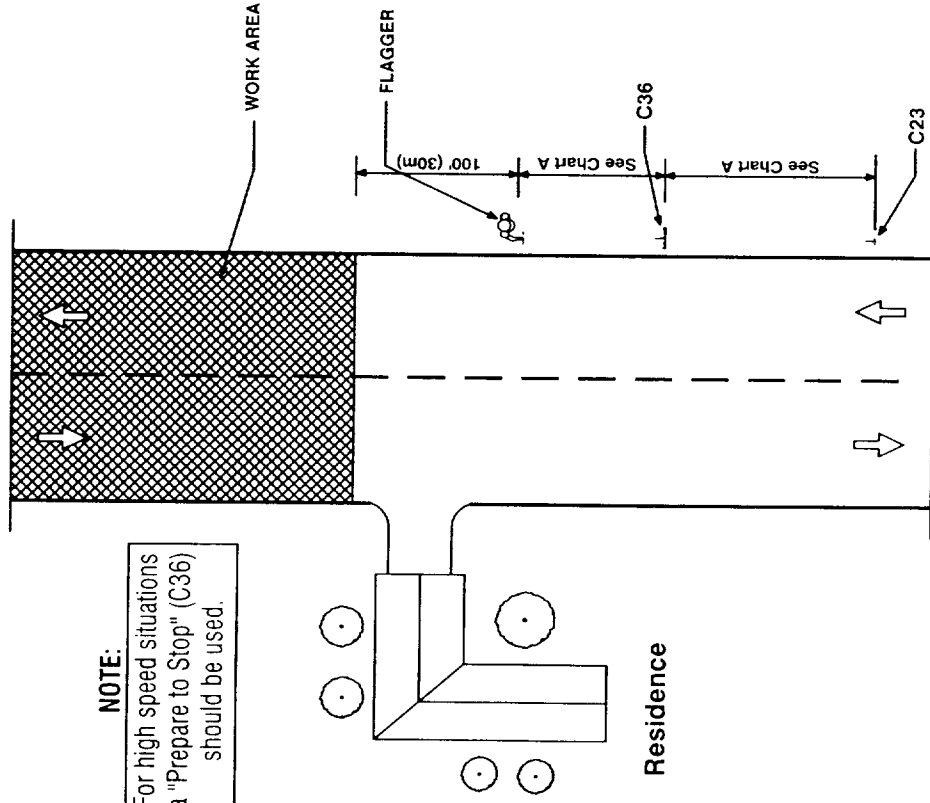 WORK AREA
FLAGGER
100' (30m)
C36
See Chart A
See Chart A
C23
NOTE:
For high speed situations
a "Prepare to Stop" (C36)
should be used.
Residence